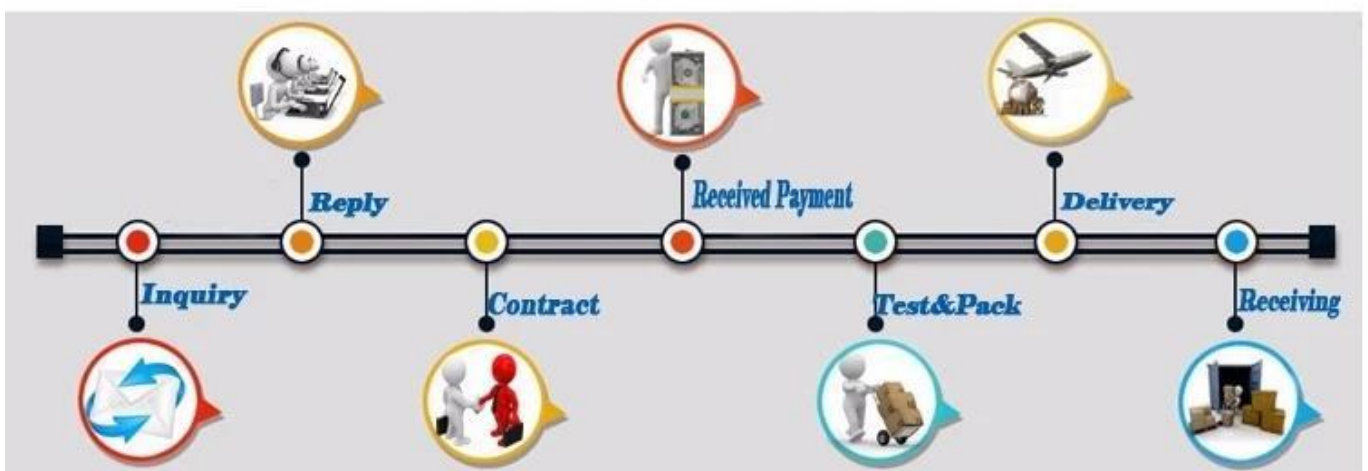 Inquiry
Reply
Contract
Received Payment
Test&Pack
Delivery
Receiving